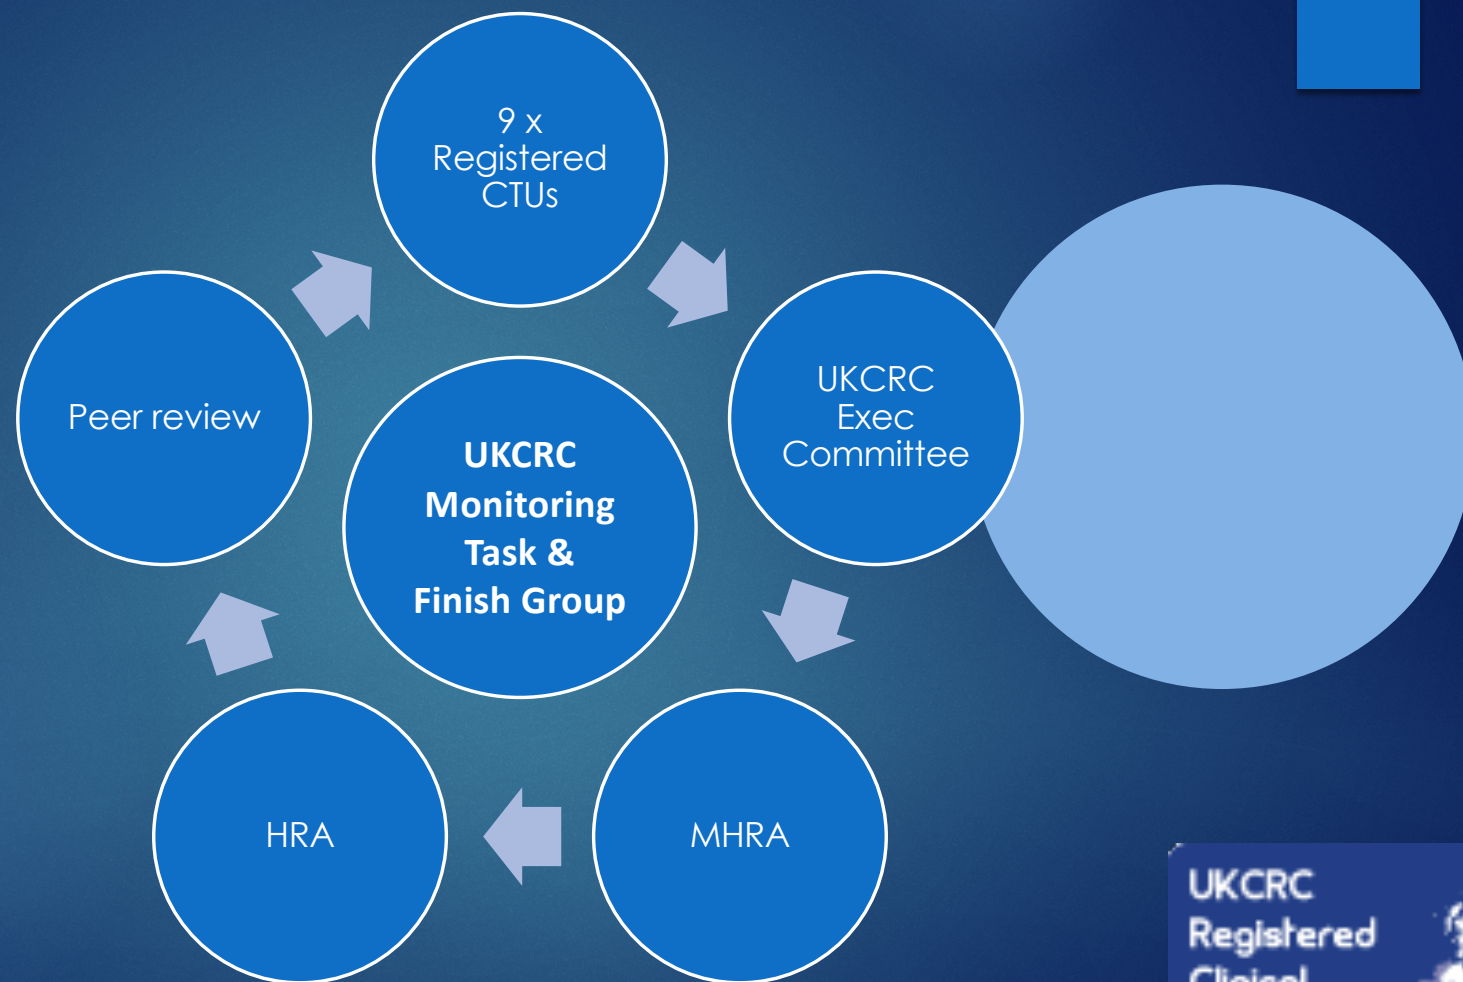 9 x
Registered
CTUs
Peer review
UKCRC
Exec
Committee
UKCRC
Monitoring
Task &
Finish Group
HRA
MHRA
UKCRC
Registered